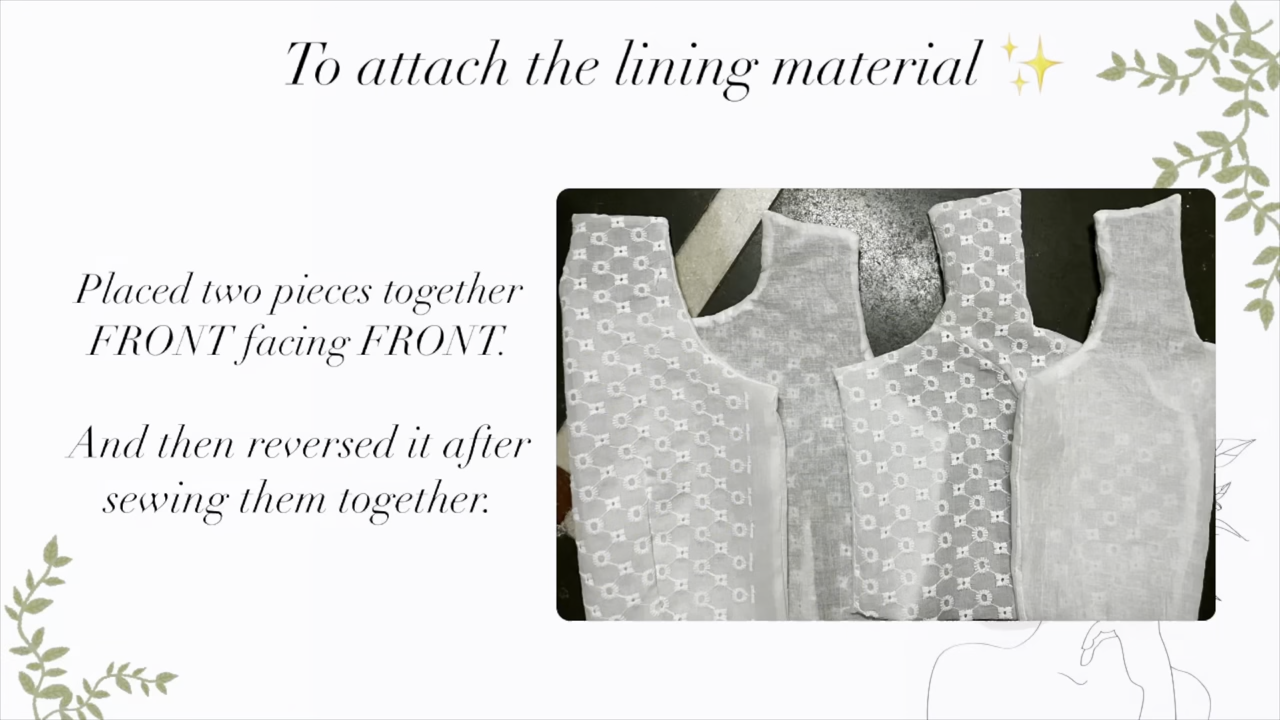 To attach the lining material ✨
Placed two pieces together
FRONT facing FRONT.
And then reversed it after
sewing them together.